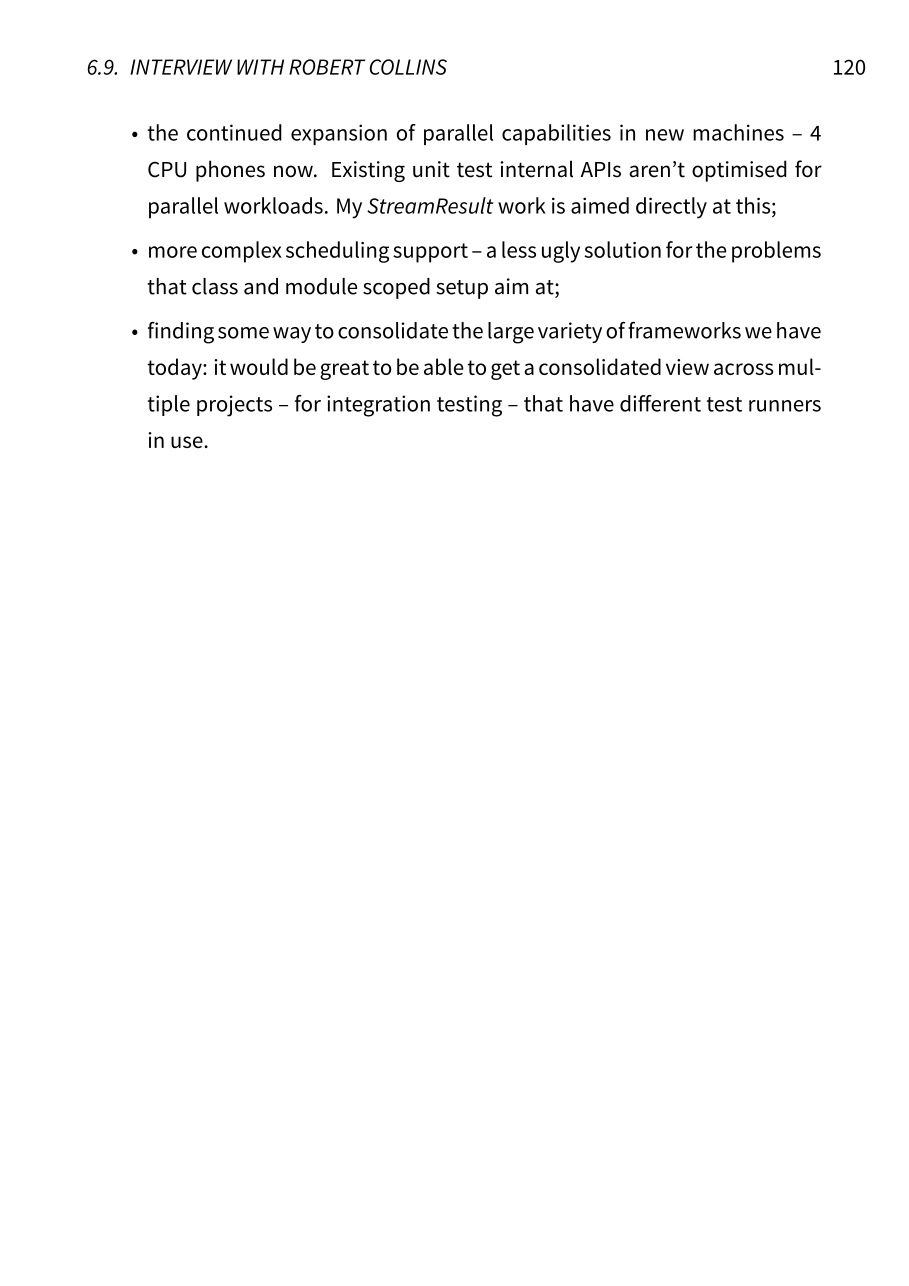 6.9. INTERVIEW WITH ROBERT COLLINS 120
• the continued expansion of parallel capabilities in new machines – 4
CPU phones now. Existing unit test internal APIs aren’t optimised for
parallel workloads. My StreamResult work is aimed directly at this;
• more complex scheduling support – a less ugly solution for the problems
that class and module scoped setup aim at;
• finding some way to consolidate the large variety of frameworks we have
today: it would be great to be able to get a consolidated view across mul-
tiple projects – for integration testing – that have different test runners
in use.